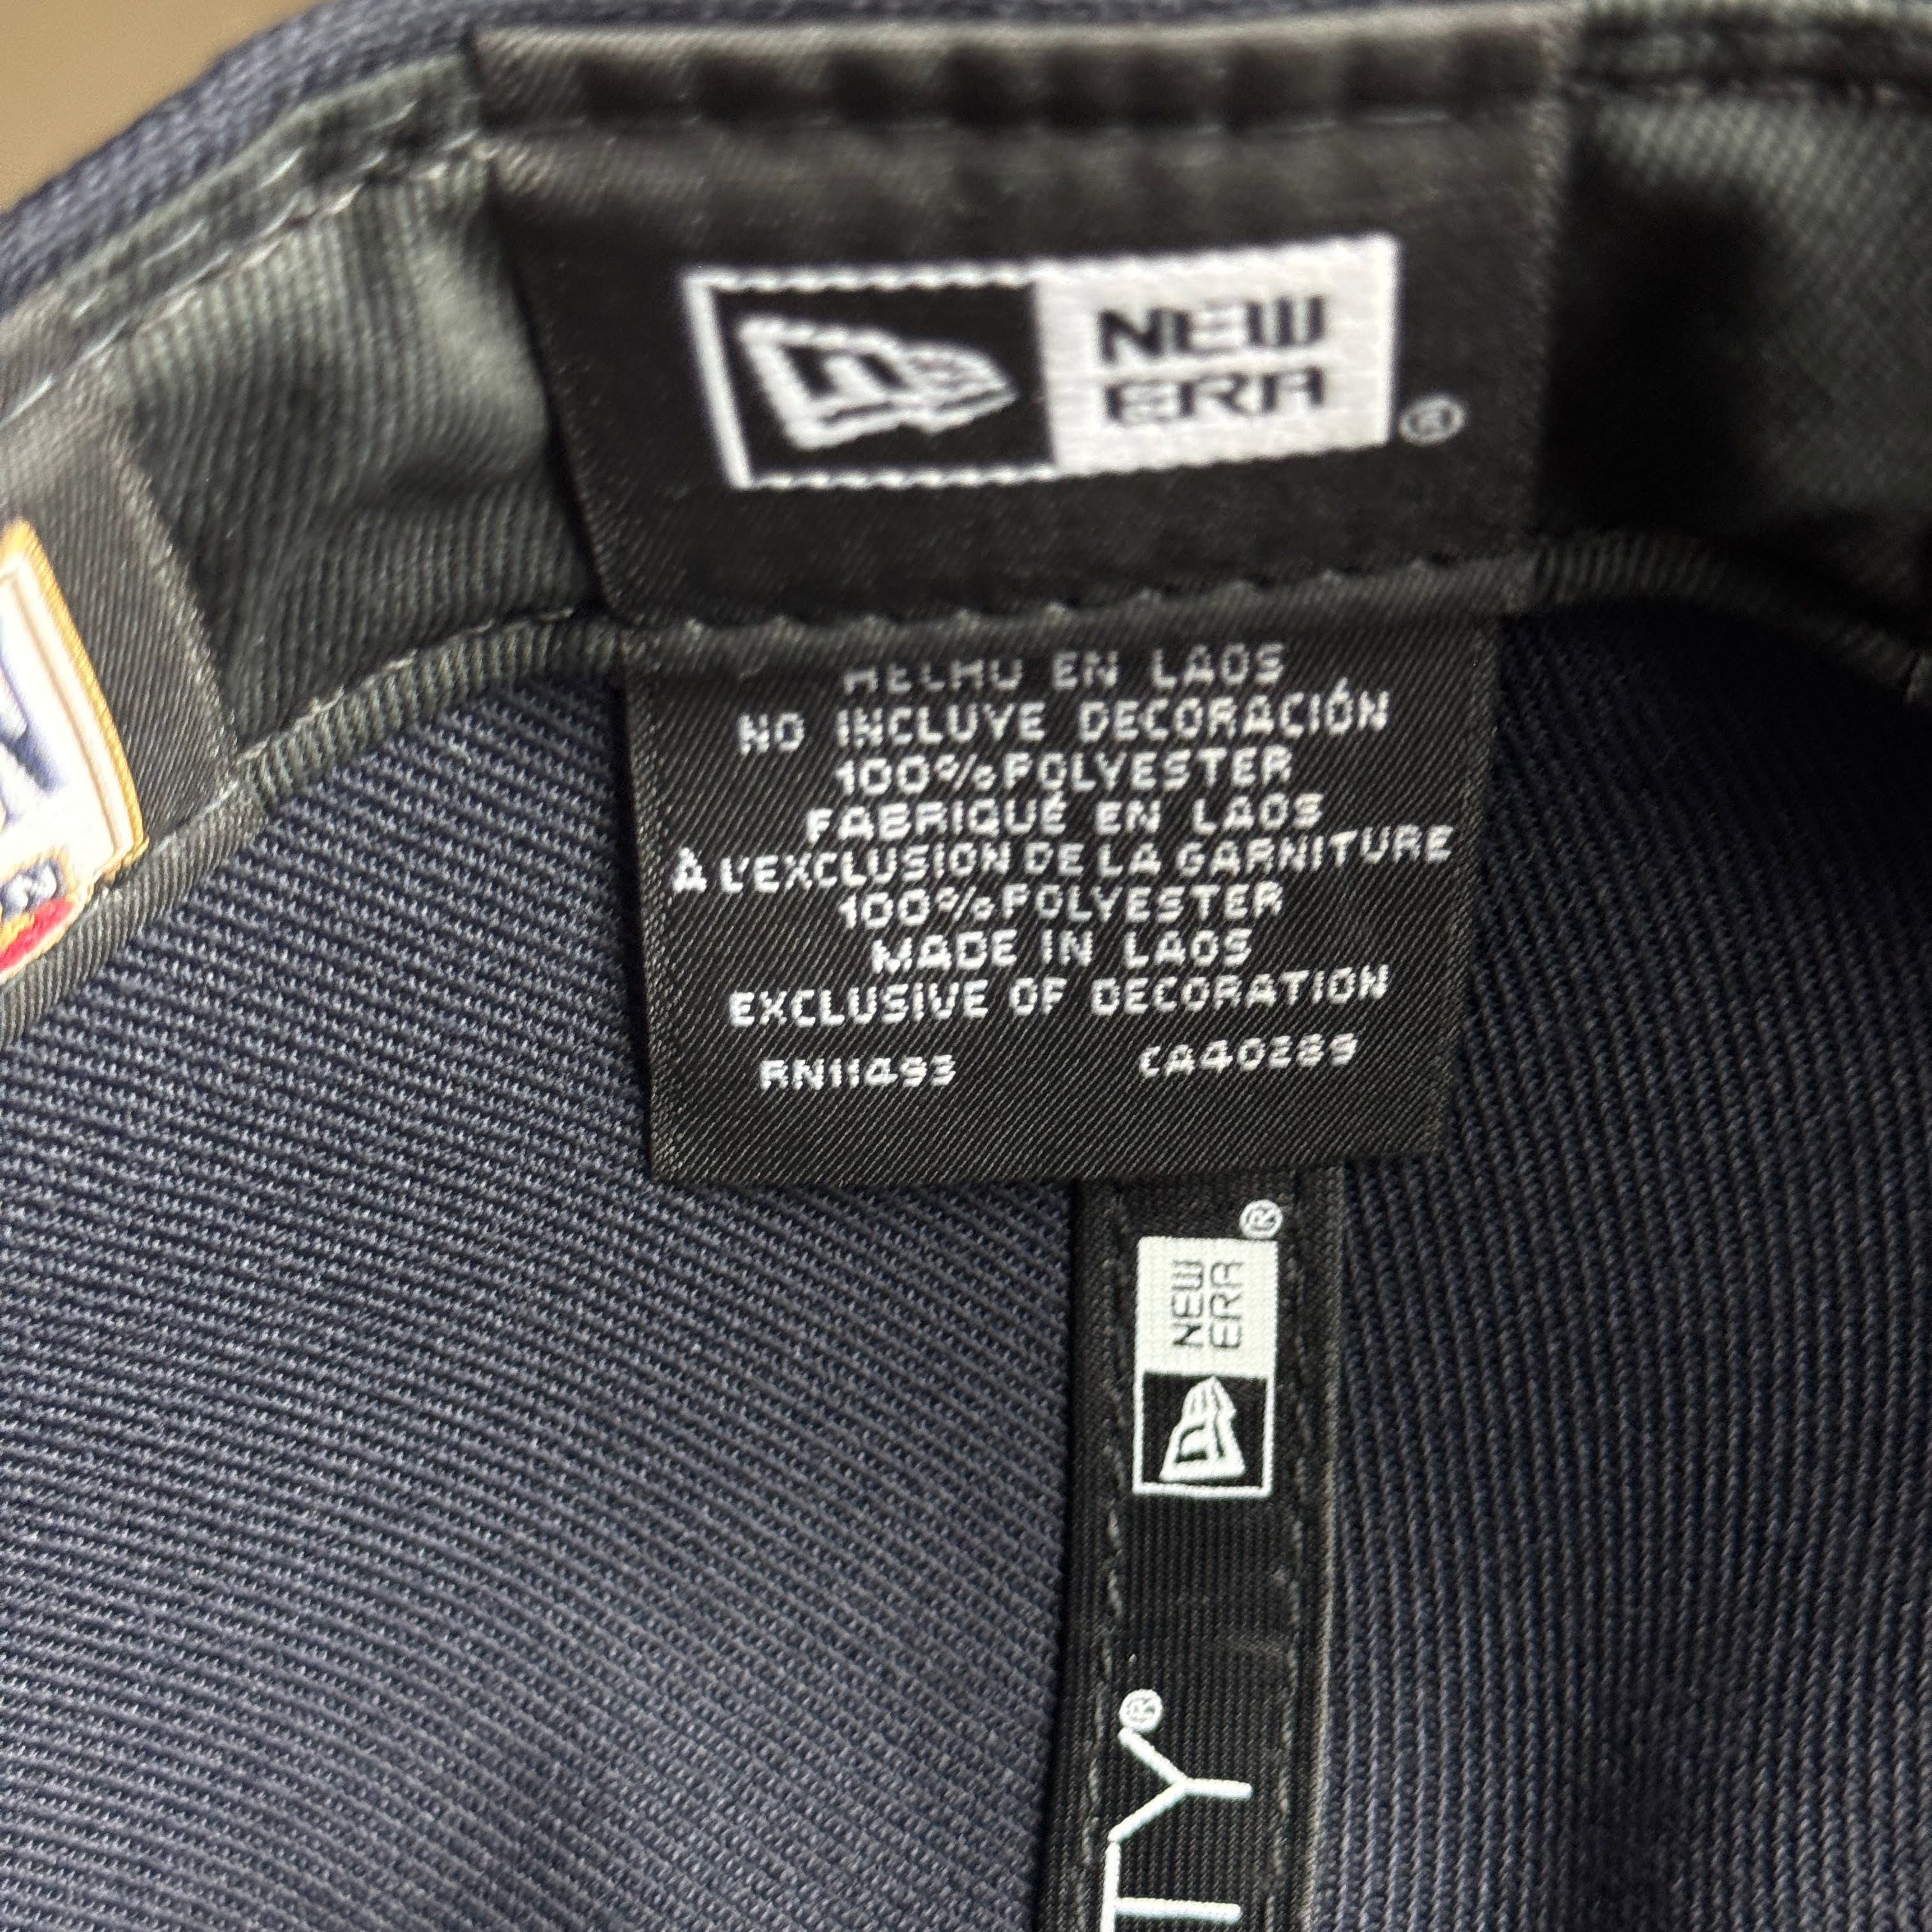 NEW
ERA
®
HECHO EN LAOS
NO INCLUYE DECORACIÓN
100% POLYESTER
FABRIQUÉ EN LAOS
À L'EXCLUSION DE LA GARNITURE
100% POLYESTER
MADE IN LAOS
EXCLUSIVE OF DECORATION
RN11493 CA40289
NEW
ERA
®
TY®